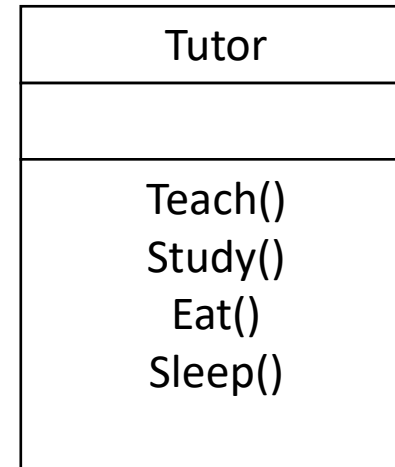 Tutor
Teach()
Study()
Eat()
Sleep()